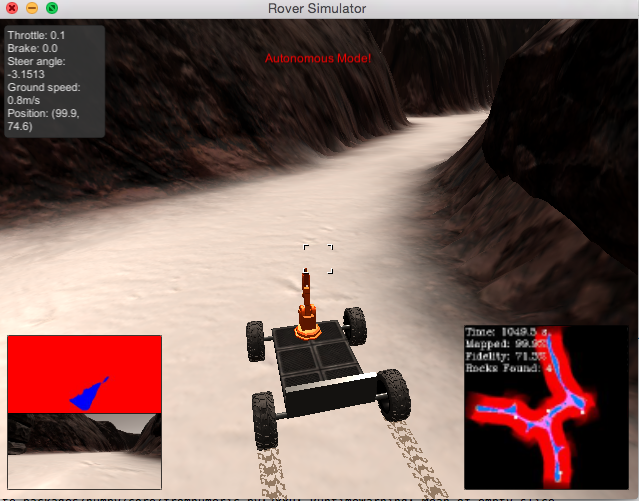 Rover Simulator
Throttle: 0.1
Brake: 0.0
Steer angle:
-3.1513
Ground speed:
0.8m/s
Position: (99.9,
74.6)
Autonomous Mode!
Time: 1049.5 s
Mapped: 99.9%
Fidelity: 71.3%
Rocks Found: 4